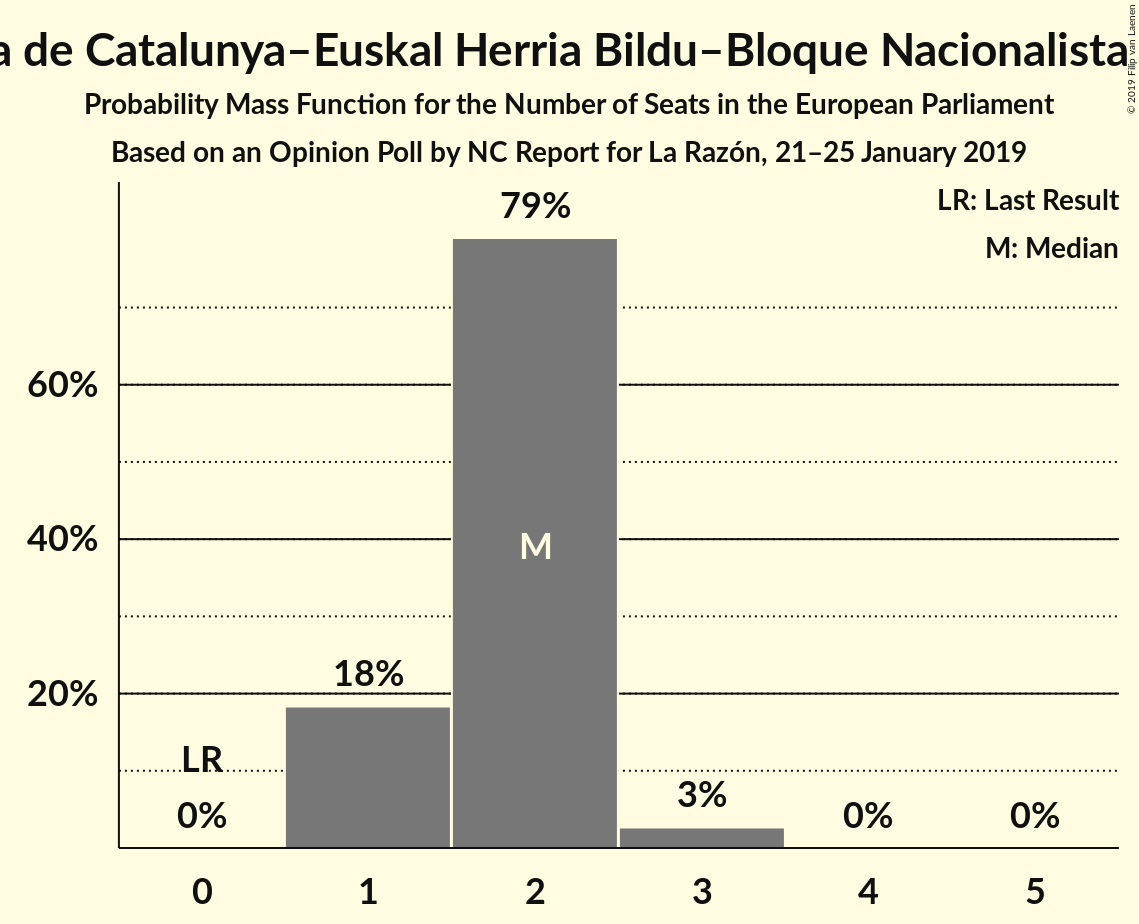 a de Catalunya–Euskal Herria Bildu–Bloque Nacionalista
Probability Mass Function for the Number of Seats in the European Parliament
Based on an Opinion Poll by NC Report for La Razón, 21–25 January 2019
© 2019 Filip van Laenen
LR: Last Result
M: Median
79%
60%
40%
M
18%
20%
LR
0%
3%
0%
0%
0 1 2 3 4 5